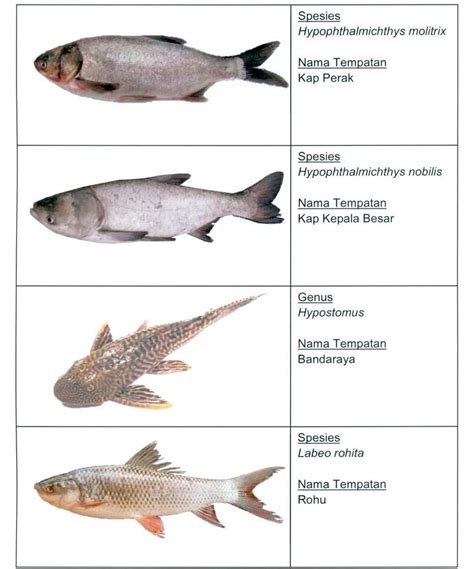 Spesies
Hypophthalmichthys molitrix
Nama Tempatan
Kap Perak
Spesies
Hypophthalmichthys nobilis
Nama Tempatan
Kap Kepala Besar
Genus
Hypostomus
Nama Tempatan
Bandaraya
Spesies
Labeo rohita
Nama Tempatan
Rohu